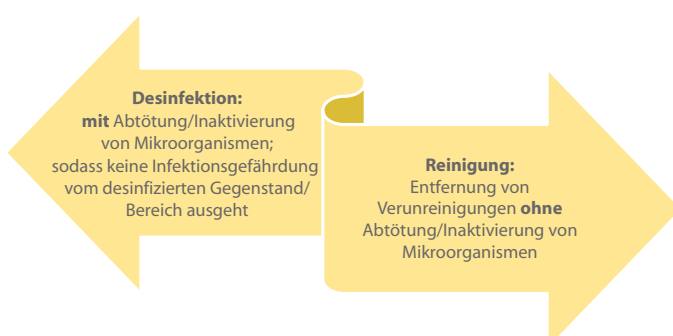 Desinfektion:
mit Abtötung/Inaktivierung
von Mikroorganismen;
sodass keine Infektionsgefährdung
vom desinfizierten Gegenstand/
Bereich ausgeht
Reinigung:
Entfernung von
Verunreinigungen ohne
Abtötung/Inaktivierung von
Mikroorganismen